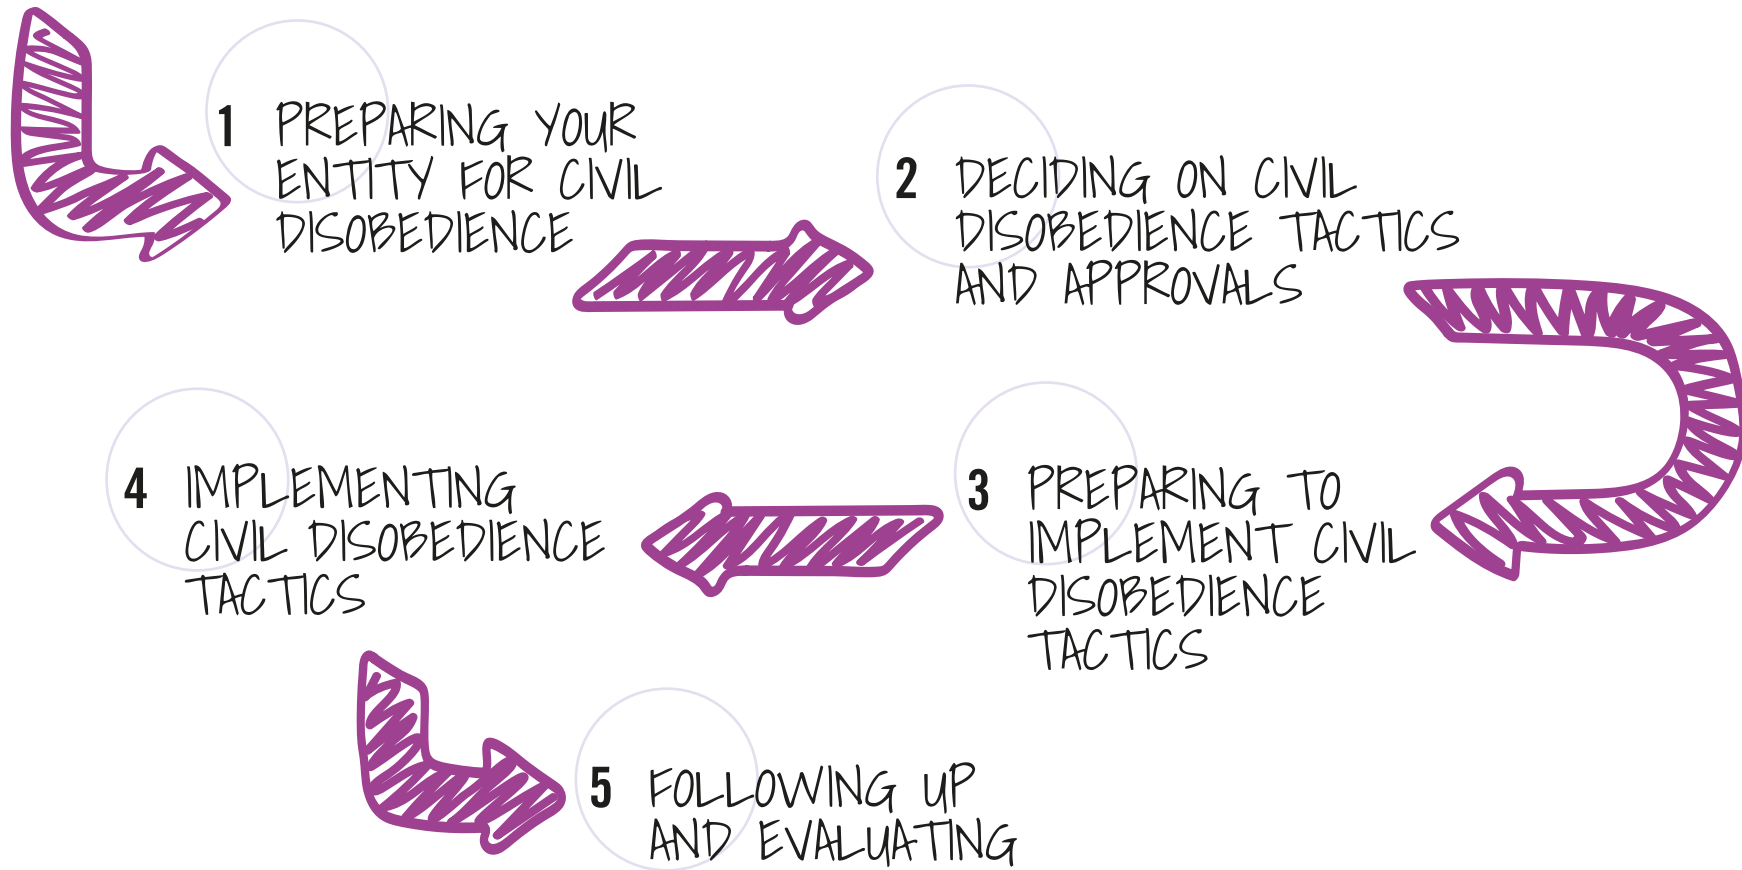 1 PREPARING YOUR
ENTITY FOR CIVIL
DISOBEDIENCE
2 DECIDING ON CIVIL
DISOBEDIENCE TACTICS
AND APPROVALS
3 PREPARING TO
IMPLEMENT CIVIL
DISOBEDIENCE
TACTICS
4 IMPLEMENTING
CIVIL DISOBEDIENCE
TACTICS
5 FOLLOWING UP
AND EVALUATING